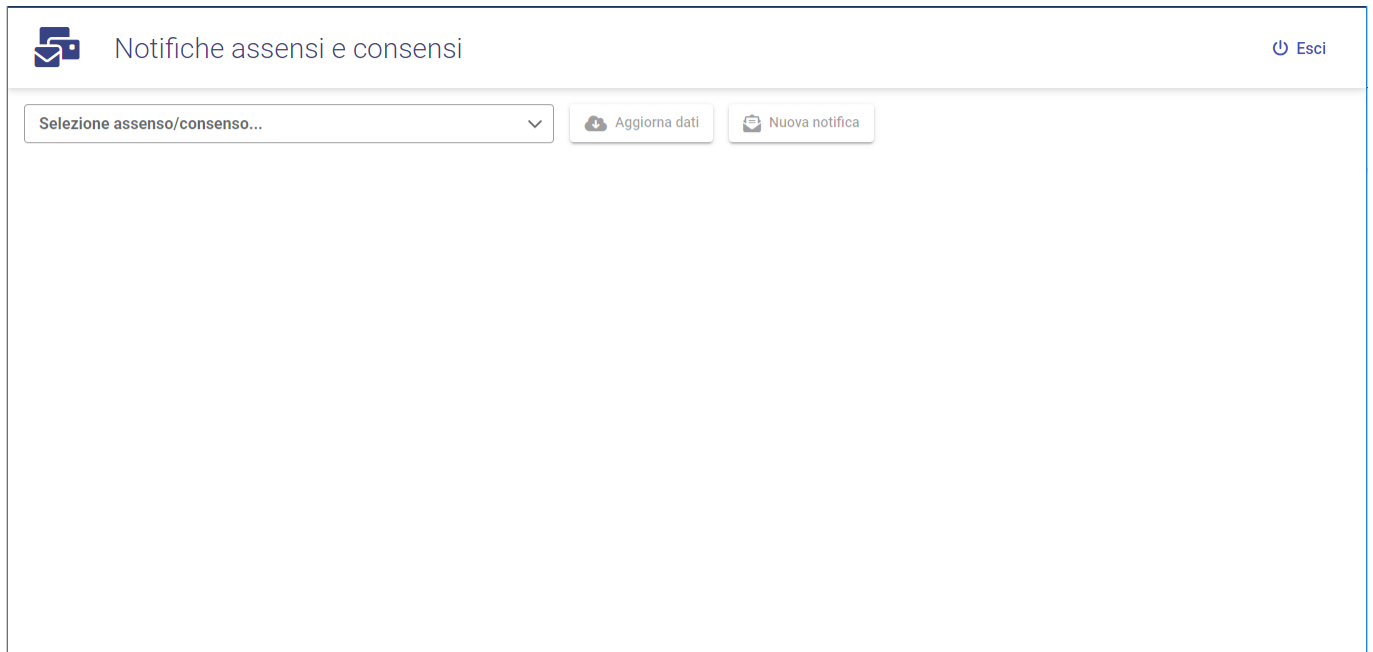 Notifiche assensi e consensi
Esci
Selezione assenso/consenso...
Aggiorna dati
Nuova notifica